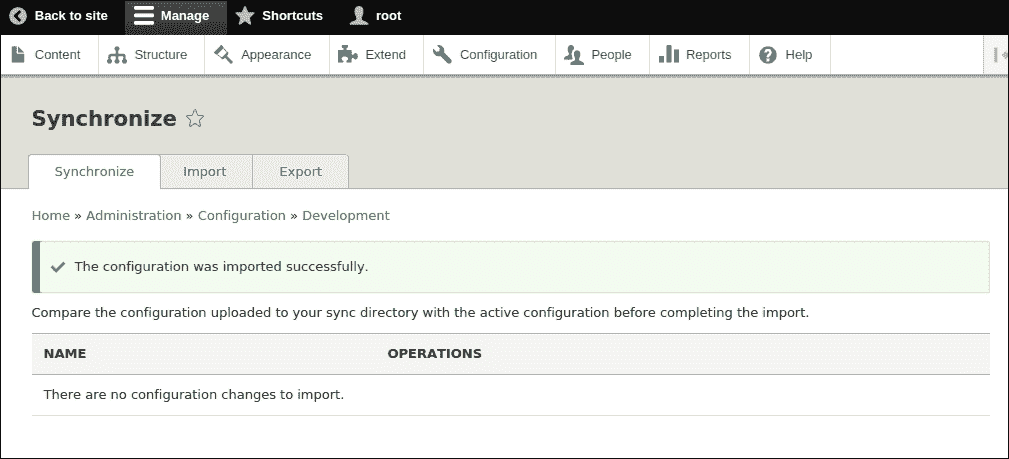 Back to site Manage Shortcuts root
Content Structure Appearance Extend Configuration People Reports Help
Synchronize
Synchronize Import Export
Home » Administration » Configuration » Development
The configuration was imported successfully.
Compare the configuration uploaded to your sync directory with the active configuration before completing the import.
NAME OPERATIONS
There are no configuration changes to import.